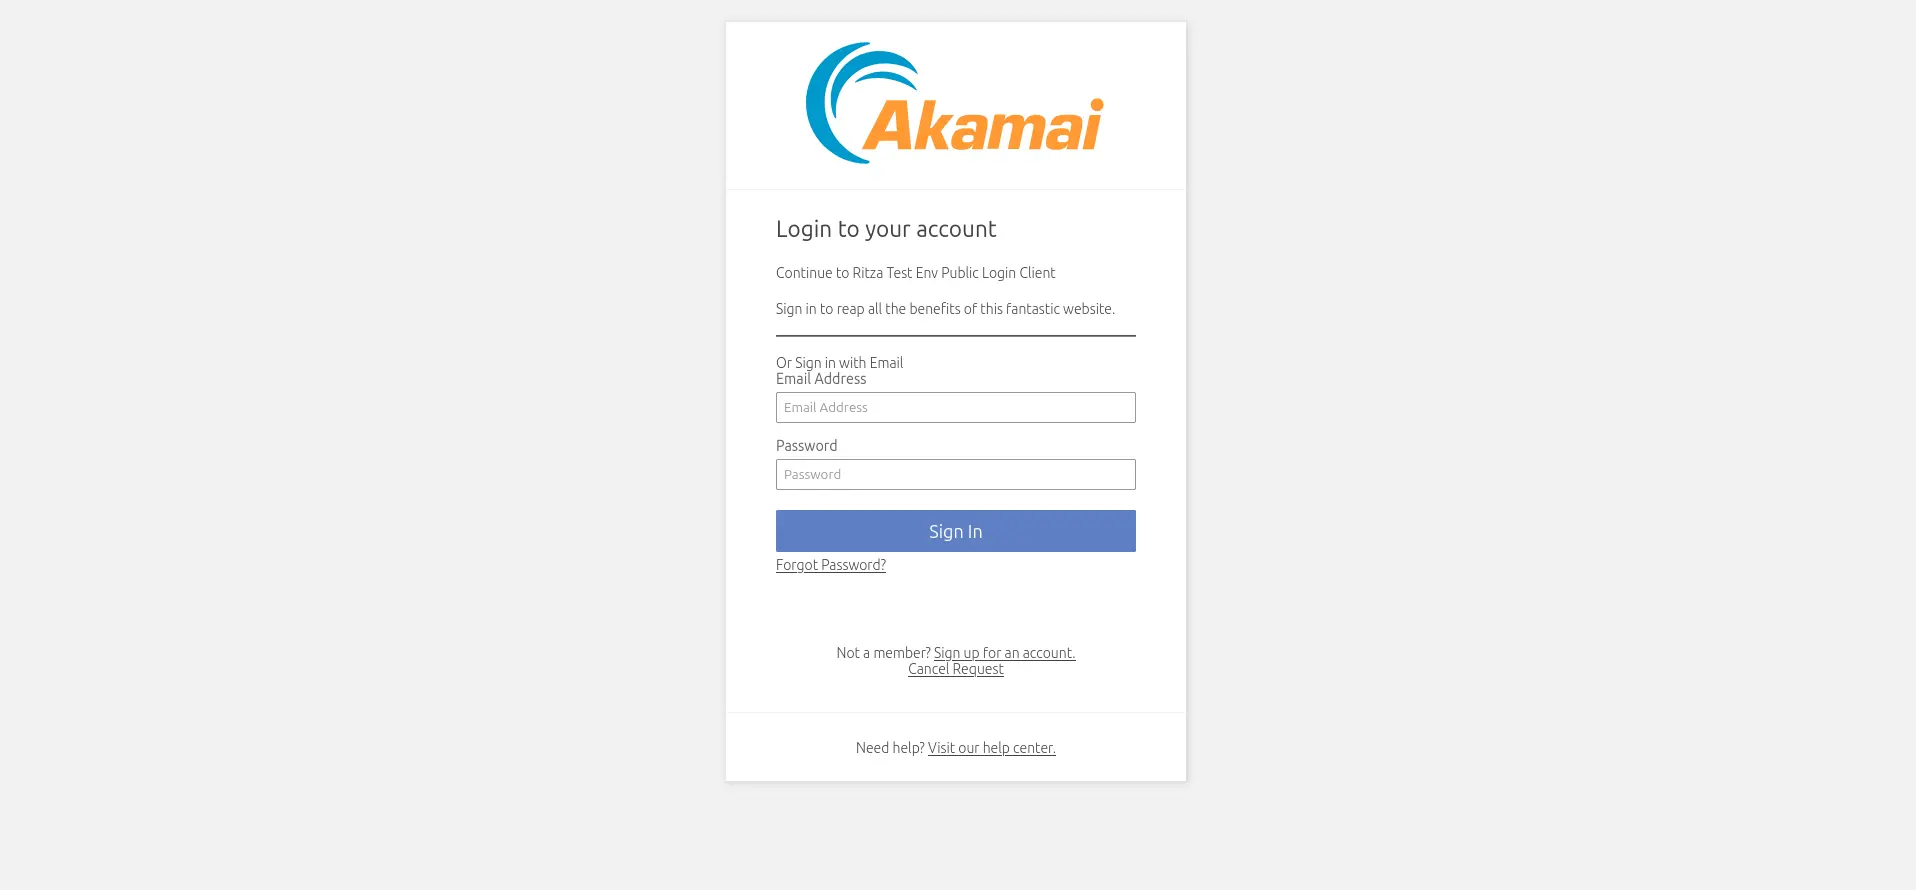 Akamai
Login to your account
Continue to Ritza Test Env Public Login Client
Sign in to reap all the benefits of this fantastic website.
Or Sign in with Email
Email Address
Email Address
Password
Password
Sign In
Forgot Password?
Not a member? Sign up for an account.
Cancel Request
Need help? Visit our help center.